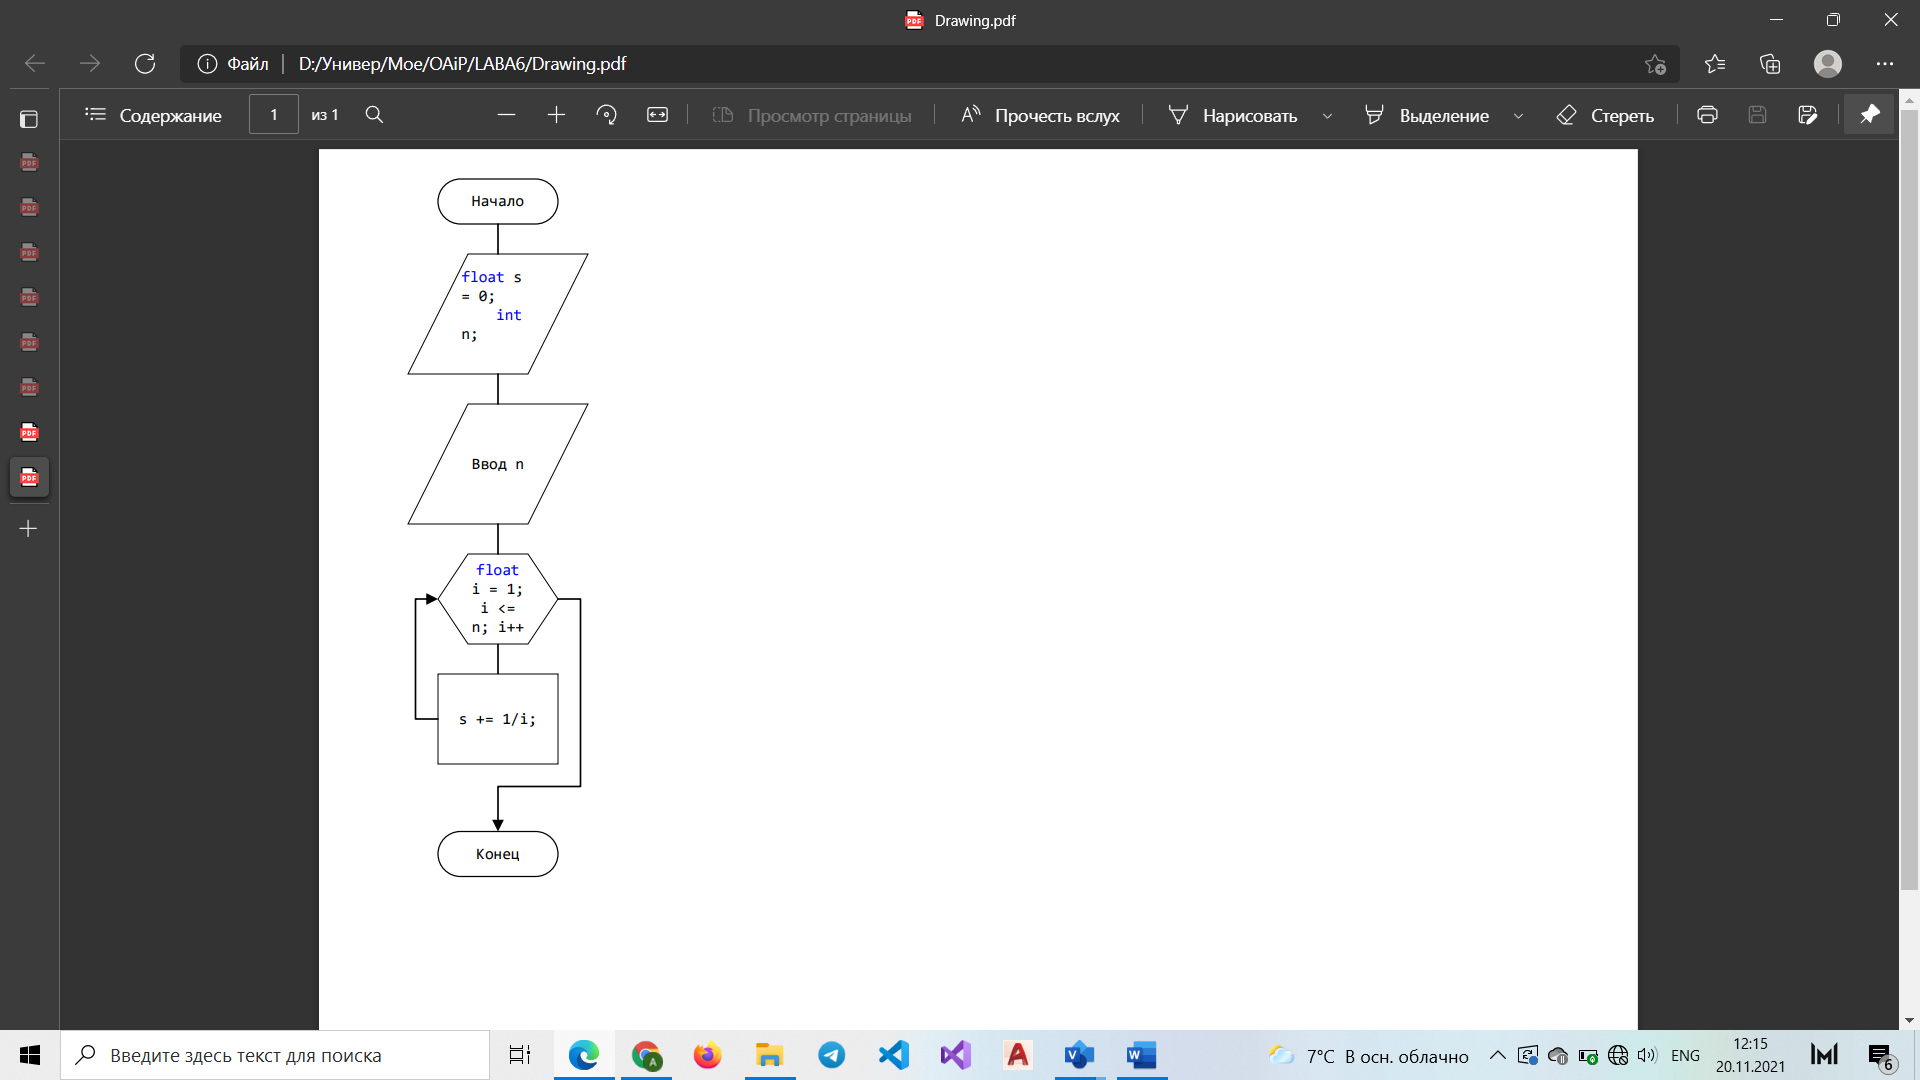 Drawing.pdf
Файл
D:/Универ/Мое/OAiP/LABA6/Drawing.pdf
Содержание
1
из 1
Просмотр страницы
Прочесть вслух
Нарисовать
Выделение
Стереть
Начало
float s
= 0;
int
n;
Ввод n
float
i = 1;
i <=
n; i++
s += 1/i;
Конец
Введите здесь текст для поиска
7°C В осн. облачно
ENG
12:15
20.11.2021
6